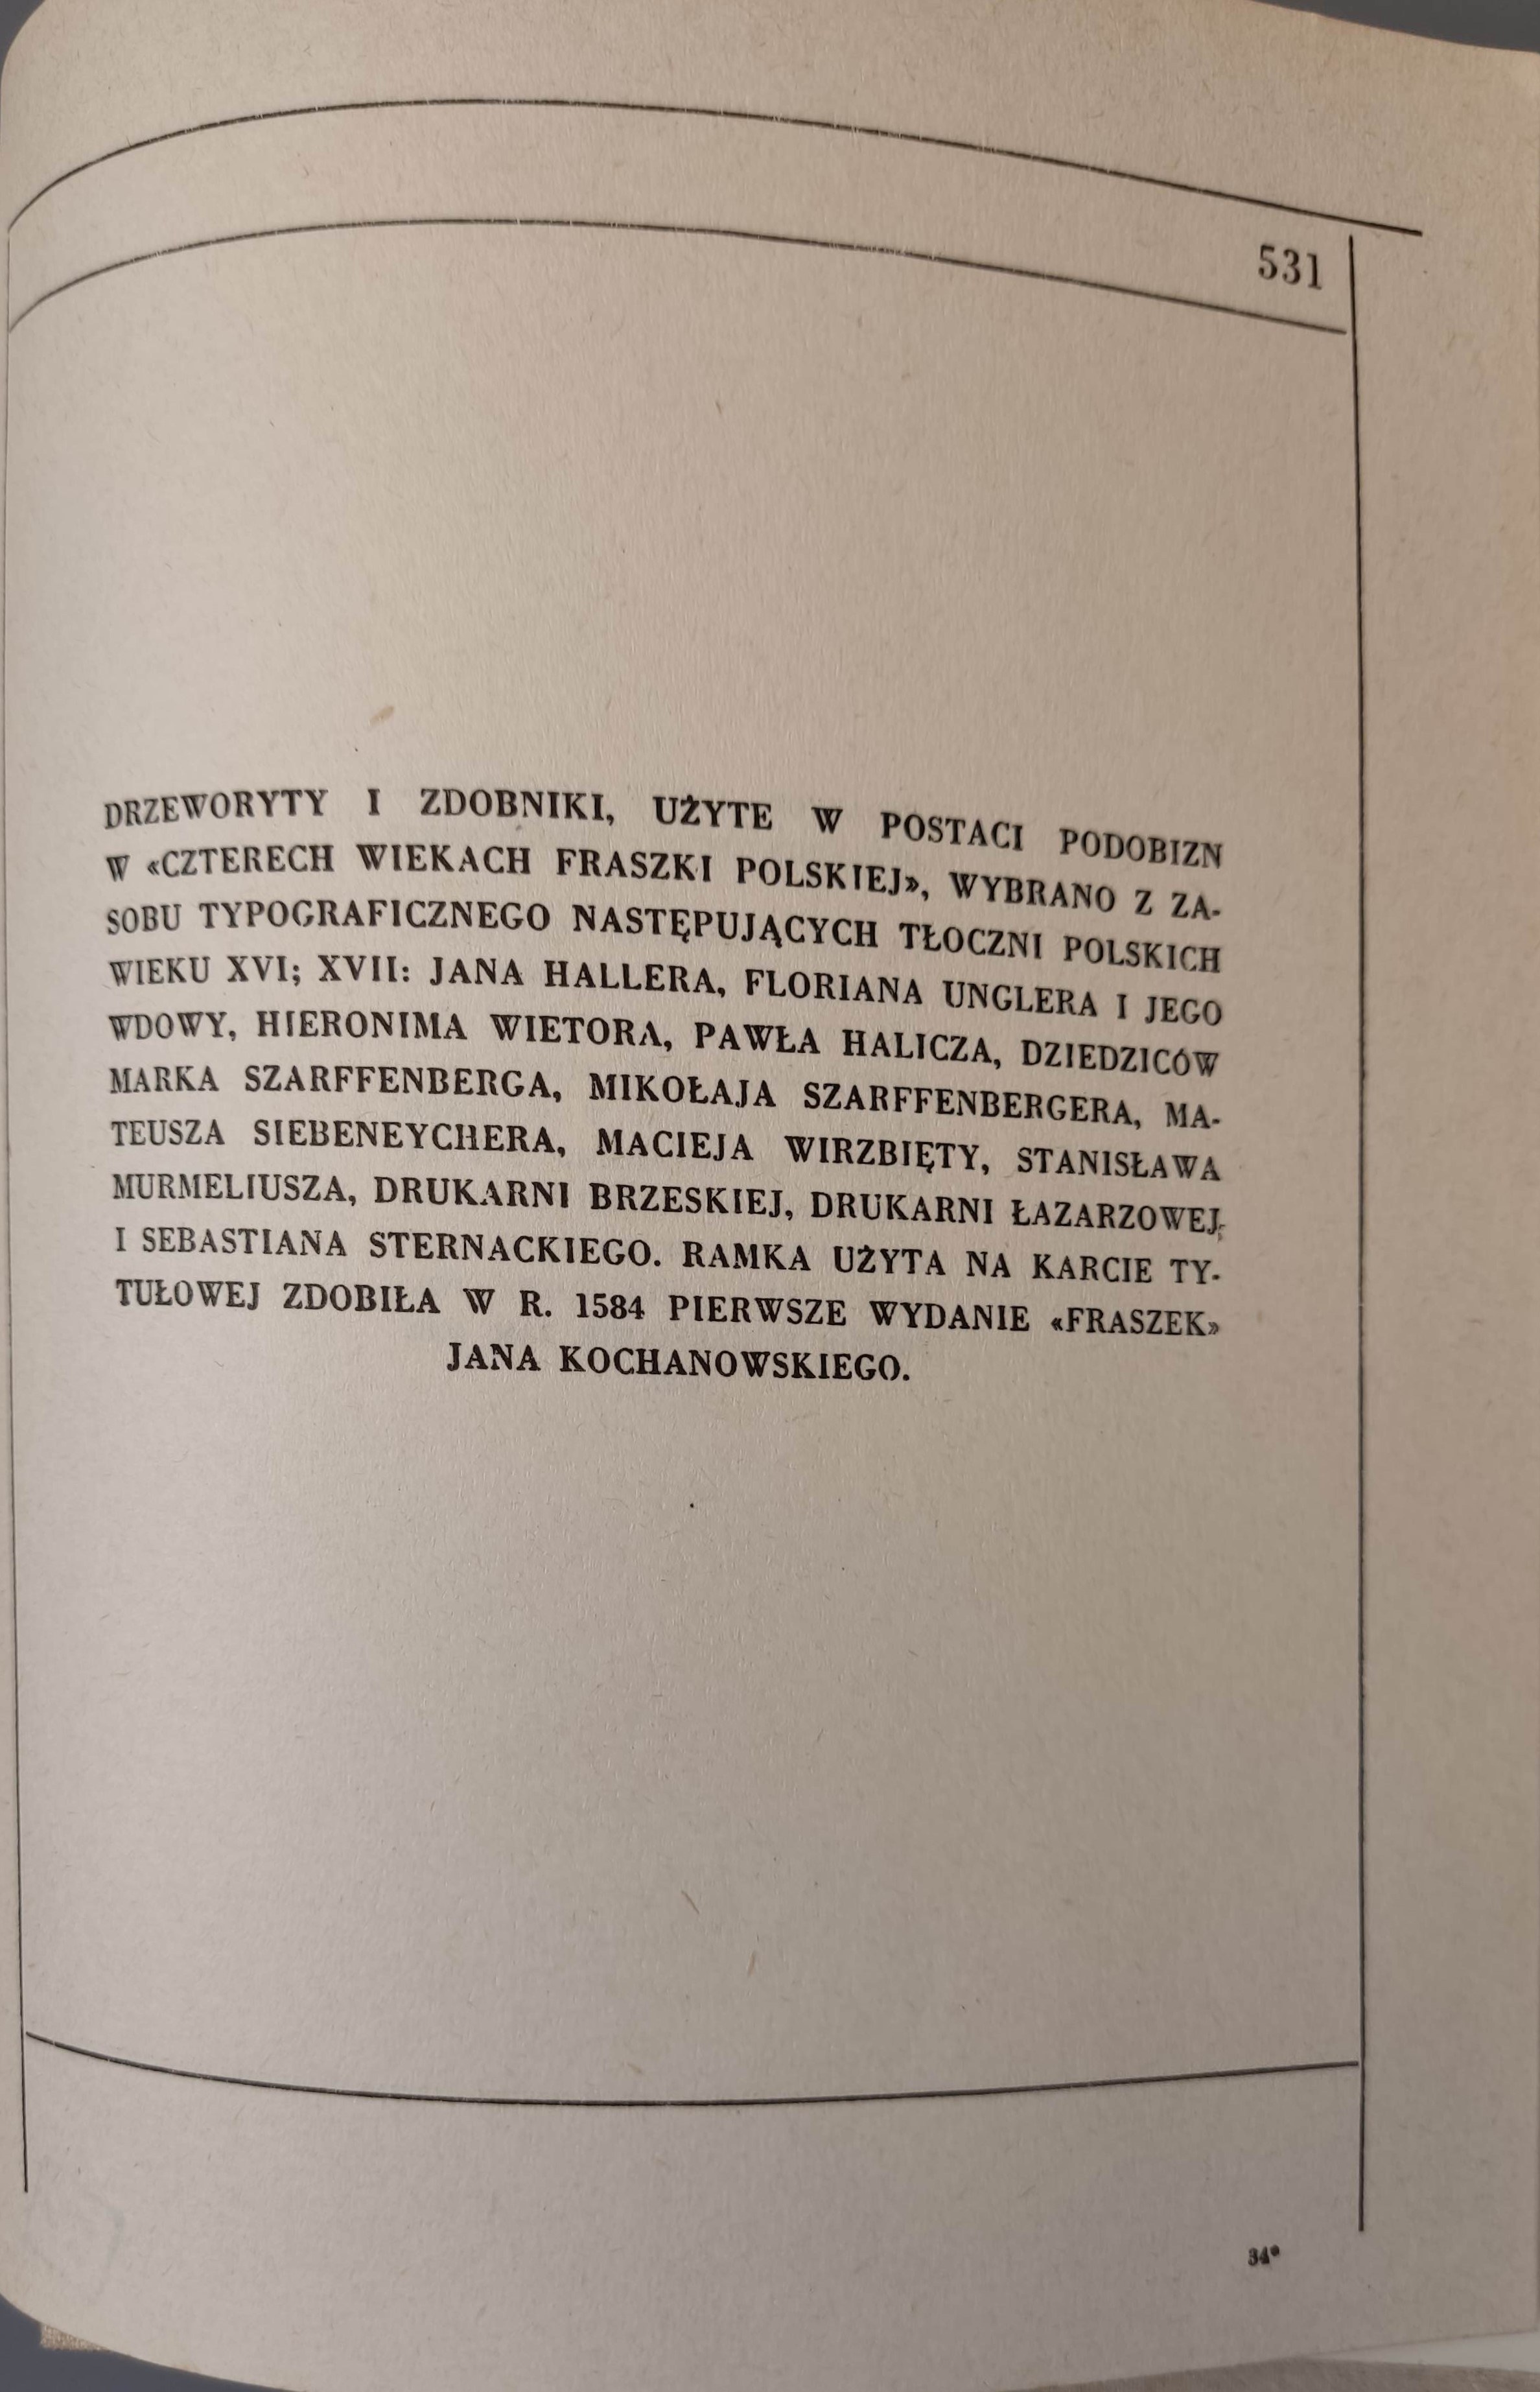 531
DRZEWORYTY I ZDOBNIKI, UŻYTE W POSTACI PODOBIZN
W «CZTERECH WIEKACH FRASZKI POLSKIEJ», WYBRANO Z ZA-
SOBU TYPOGRAFICZNEGO NASTĘPUJĄCYCH TŁOCZNI POLSKICH
WIEKU XVI; XVII: JANA HALLERA, FLORIANA UNGLERA I JEGO
WDOWY, HIERONIMA WIETORA, PAWŁA HALICZA, DZIEDZICÓW
MARKA SZARFFENBERGA, MIKOŁAJA SZARFFENBERGERA, MA-
TEUSZA SIEBENEYCHERA, MACIEJA WIRZBIĘTY, STANISŁAWA
MURMELIUSZA, DRUKARNI BRZESKIEJ, DRUKARNI ŁAZARZOWEJ,
I SEBASTIANA STERNACKIEGO. RAMKA UŻYTA NA KARCIE TY-
TUŁOWEJ ZDOBIŁA W R. 1584 PIERWSZE WYDANIE «FRASZEK»
JANA KOCHANOWSKIEGO.
34*